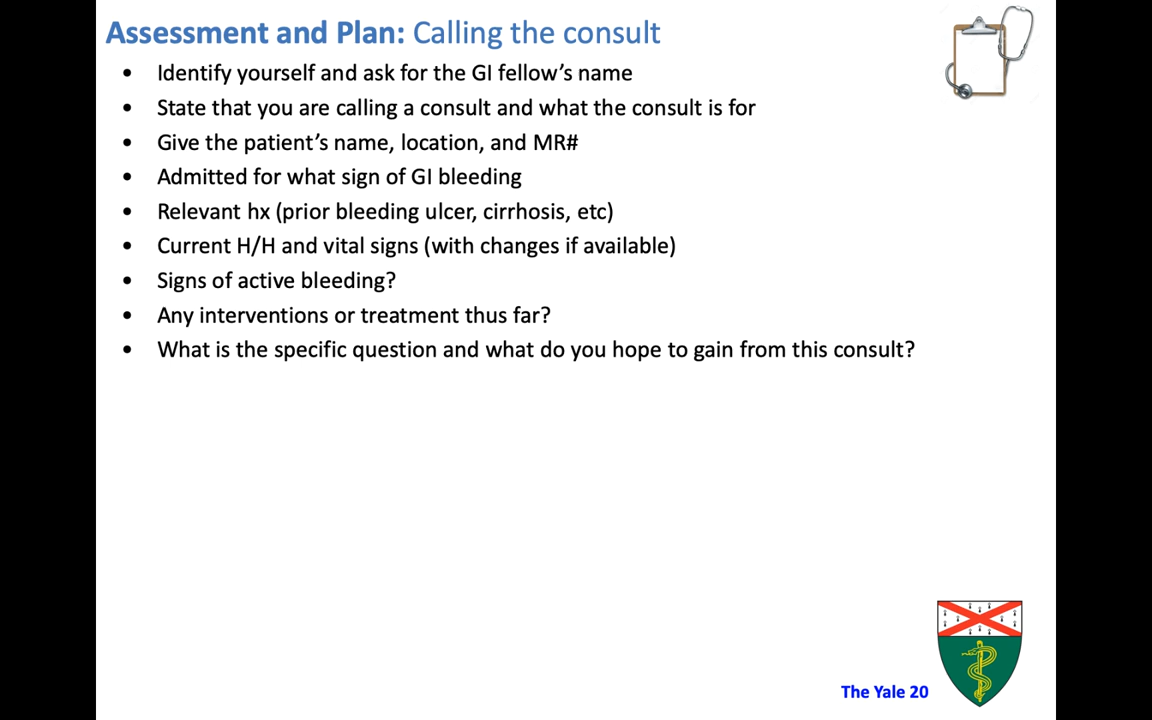 Assessment and Plan: Calling the consult
• Identify yourself and ask for the GI fellow’s name
• State that you are calling a consult and what the consult is for
• Give the patient’s name, location, and MR#
• Admitted for what sign of GI bleeding
• Relevant hx (prior bleeding ulcer, cirrhosis, etc)
• Current H/H and vital signs (with changes if available)
• Signs of active bleeding?
• Any interventions or treatment thus far?
• What is the specific question and what do you hope to gain from this consult?
The Yale 20